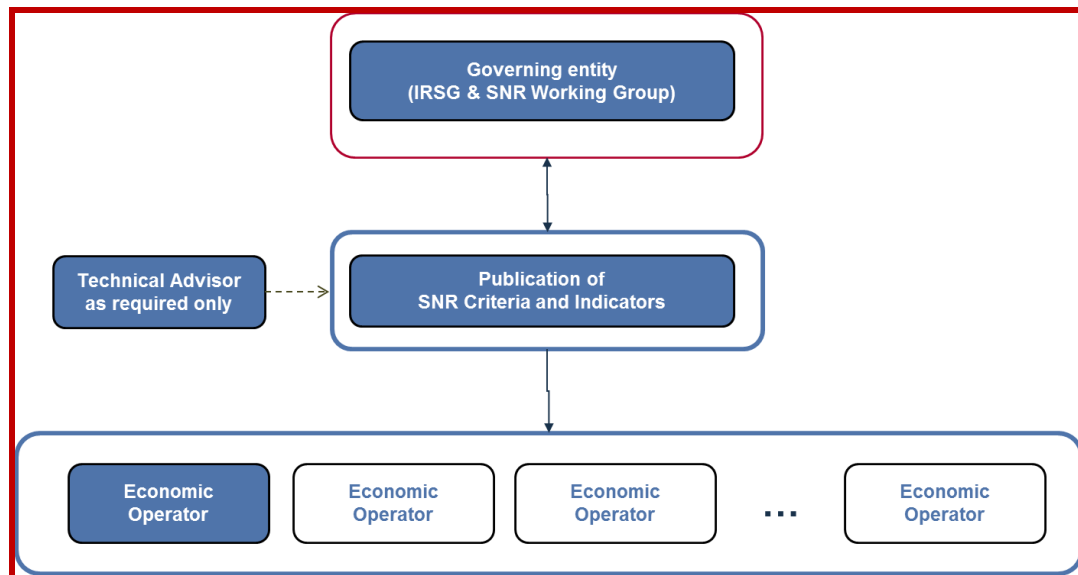 Governing entity
(IRSG & SNR Working Group)
Technical Advisor
as required only
Publication of
SNR Criteria and Indicators
Economic
Operator
Economic
Operator
Economic
Operator
...
Economic
Operator